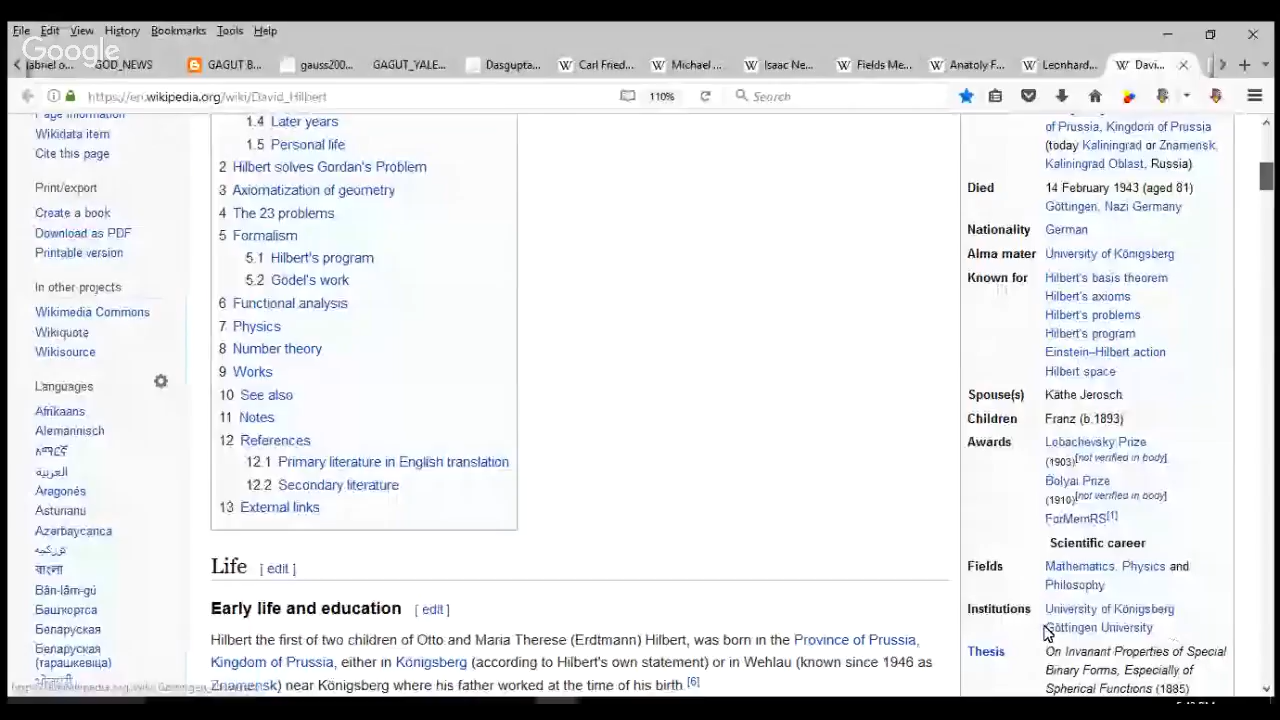 File Edit View History Bookmarks Tools Help
Google
GOD_NEWS GAGUT B... gauss200... GAGUT_YALE... Dasgupta... Carl Fried... Michael ... Isaac Ne... Fields Me... Anatoly F... Leonhard... Davi...
https://en.wikipedia.org/wiki/David_Hilbert 110% Search
Page information
Wikidata item
Cite this page
Print/export
Create a book
Download as PDF
Printable version
In other projects
Wikimedia Commons
Wikiquote
Wikisource
Languages
Afrikaans
Alemannisch
አማርኛ
العربية
Aragonés
Asturianu
Azərbaycanca
تۆرکجه
বাংলা
Bân-lâm-gú
Башҡортса
Беларуская
Беларуская
(тарашкевіца)
1.4 Later years
1.5 Personal life
2 Hilbert solves Gordan's Problem
3 Axiomatization of geometry
4 The 23 problems
5 Formalism
5.1 Hilbert's program
5.2 Gödel's work
6 Functional analysis
7 Physics
8 Number theory
9 Works
10 See also
11 Notes
12 References
12.1 Primary literature in English translation
12.2 Secondary literature
13 External links
Life [ edit ]
Early life and education [ edit ]
Hilbert the first of two children of Otto and Maria Therese (Erdtmann) Hilbert, was born in the Province of Prussia,
Kingdom of Prussia, either in Königsberg (according to Hilbert's own statement) or in Wehlau (known since 1946 as
Znamensk) near Königsberg where his father worked at the time of his birth.[6]
of Prussia, Kingdom of Prussia
(today Kaliningrad or Znamensk,
Kaliningrad Oblast, Russia)
Died 14 February 1943 (aged 81)
Göttingen, Nazi Germany
Nationality German
Alma mater University of Königsberg
Known for Hilbert's basis theorem
Hilbert's axioms
Hilbert's problems
Hilbert's program
Einstein–Hilbert action
Hilbert space
Spouse(s) Käthe Jerosch
Children Franz (b.1893)
Awards Lobachevsky Prize
(1903)[not verified in body]
Bolyai Prize
(1910)[not verified in body]
ForMemRS[1]
Scientific career
Fields Mathematics, Physics and
Philosophy
Institutions University of Königsberg
Göttingen University
Thesis On Invariant Properties of Special
Binary Forms, Especially of
Spherical Functions (1885)